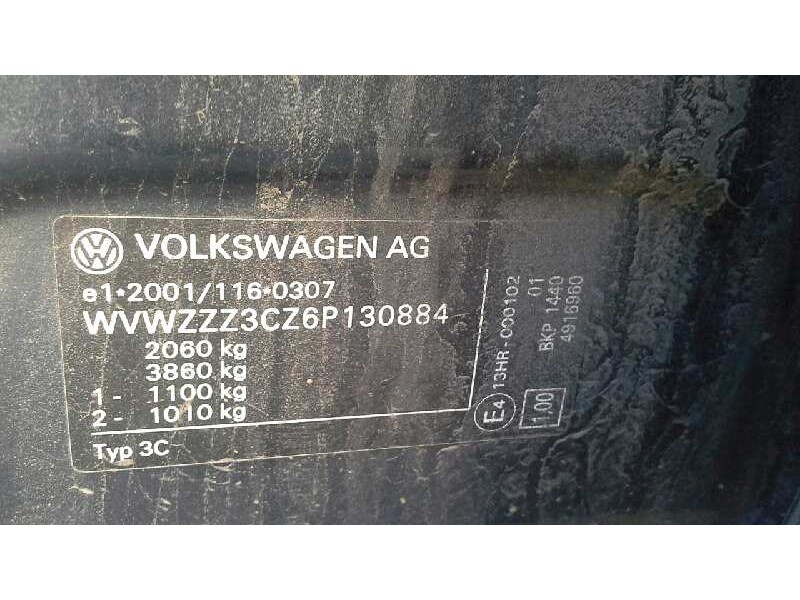 VOLKSWAGEN AG
e1*2001/116*0307
WVWZZZ3CZ6P130884
2060 kg
3860 kg
1 - 1100 kg
2 - 1010 kg
Typ 3C
E4 13HR-000102
1,00 BKP 1440
01
4916960